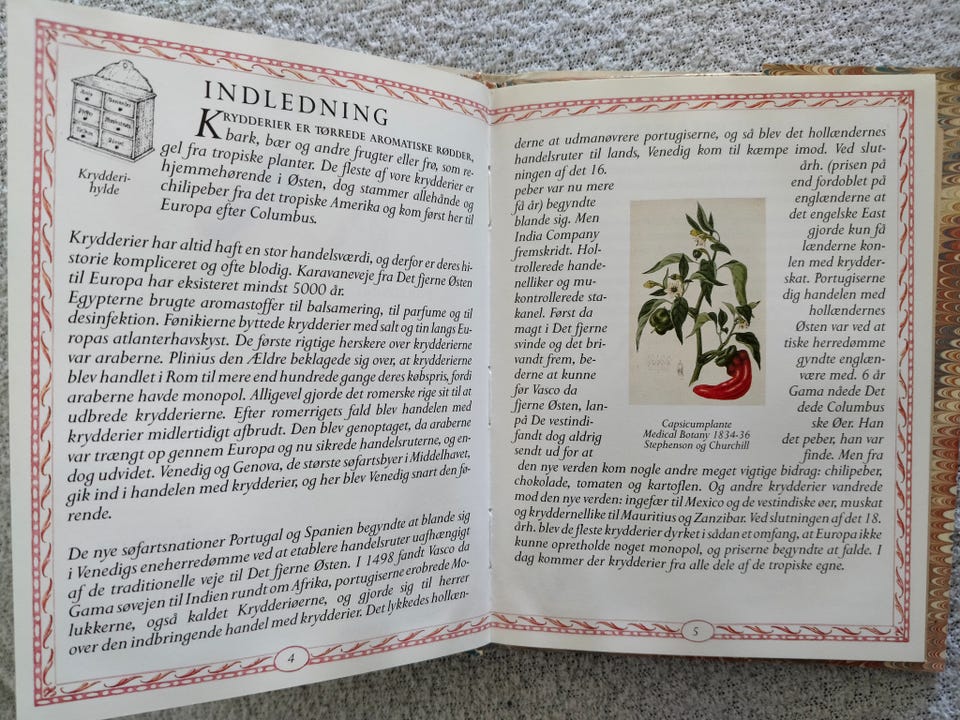 Krydderi-
hylde
INDLEDNING
KRYDDERIER ER TØRREDE AROMATISKE RØDDER,
bark, bær og andre frugter eller frø, som re-
gel fra tropiske planter. De fleste af vore krydderier er
hjemmehørende i Østen, dog stammer allehånde og
chilipeber fra det tropiske Amerika og kom først her til
Europa efter Columbus.
Krydderier har altid haft en stor handelsværdi, og derfor er deres hi-
storie kompliceret og ofte blodig. Karavaneveje fra Det fjerne Østen
til Europa har eksisteret mindst 5000 år.
Egypterne brugte aromastoffer til balsamering, til parfume og til
desinfektion. Fønikierne byttede krydderier med salt og tin langs Eu-
ropas atlanterhavskyst. De første rigtige herskere over krydderierne
var araberne. Plinius den Ældre beklagede sig over, at krydderierne
blev handlet i Rom til mere end hundrede gange deres købspris, fordi
araberne havde monopol. Alligevel gjorde det romerske rige sit til at
udbrede krydderierne. Efter romerrigets fald blev handelen med
krydderier midlertidigt afbrudt. Den blev genoptaget, da araberne
var trængt op gennem Europa og nu sikrede handelsruterne, og en-
dog udvidet. Venedig og Genova, de største søfartsbyer i Middelhavet,
gik ind i handelen med krydderier, og her blev Venedig snart den fø-
rende.
De nye søfartsnationer Portugal og Spanien begyndte at blande sig
i Venedigs eneherredømme ved at etablere handelsruter uafhængigt
af de traditionelle veje til Det fjerne Østen. I 1498 fandt Vasco da
Gama søvejen til Indien rundt om Afrika, portugiserne erobrede Mo-
lukkerne, også kaldet Krydderiøerne, og gjorde sig til herrer
over den indbringende handel med krydderier. Det lykkedes hollæn-
4
derne at udmanøvrere portugiserne, og så blev det hollændernes
handelsruter til lands, Venedig kom til kæmpe imod. Ved slut-
ningen af det 16. årh. (prisen på
peber var nu mere end fordoblet på
få år) begyndte englænderne at
blande sig. Men det engelske East
India Company gjorde kun få
fremskridt. Hol- lænderne kon-
trollerede hande- len med krydder-
nelliker og mu- skat. Portugiserne
kontrollerede sta- dig handelen med
kanel. Først da hollændernes
magt i Det fjerne Østen var ved at
svinde og det bri- tiske herredømme
vandt frem, be- gyndte englæn-
derne at kunne være med. 6 år
før Vasco da Gama nåede Det
fjerne Østen, lan- dede Columbus
på De vestindi- ske Øer. Han
fandt dog aldrig det peber, han var
sendt ud for at finde. Men fra
Capsicumplante
Medical Botany 1834-36
Stephenson og Churchill
den nye verden kom nogle andre meget vigtige bidrag: chilipeber,
chokolade, tomaten og kartoflen. Og andre krydderier vandrede
mod den nye verden: ingefær til Mexico og de vestindiske øer, muskat
og kryddernellike til Mauritius og Zanzibar. Ved slutningen af det 18.
årh. blev de fleste krydderier dyrket i sådan et omfang, at Europa ikke
kunne opretholde noget monopol, og priserne begyndte at falde. I
dag kommer der krydderier fra alle dele af de tropiske egne.
5